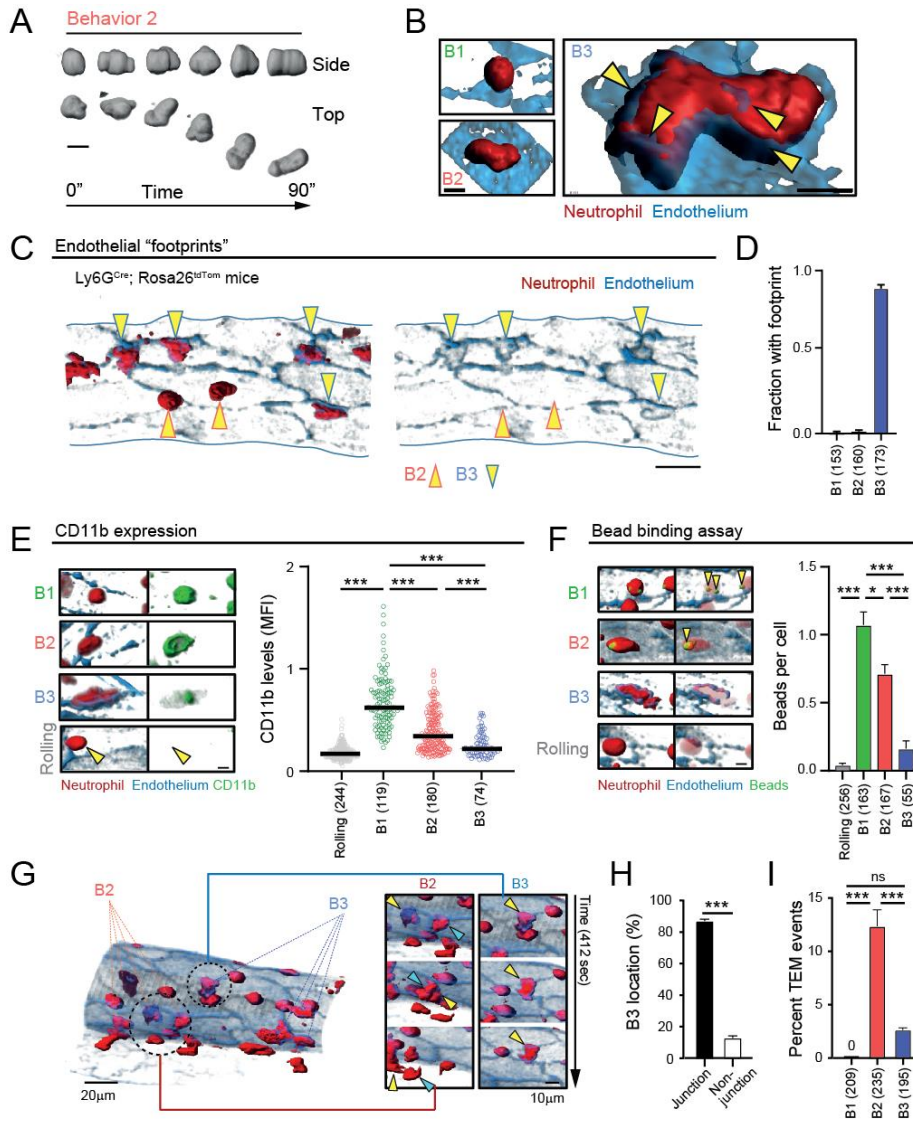 A
Behavior 2
Side
Top
0"
Time
90"
B
B1
B2
B3
Neutrophil Endothelium
C
Endothelial "footprints"
Ly6GCre; Rosa26tdTom mice
Neutrophil Endothelium
B2
B3
D
Fraction with footprint
1.0
0.5
0.0
B1 (153)
B2 (160)
B3 (173)
E
CD11b expression
B1
B2
B3
Rolling
Neutrophil Endothelium CD11b
CD11b levels (MFI)
2
1
0
***
*** *** ***
Rolling (244)
B1 (119)
B2 (180)
B3 (74)
F
Bead binding assay
B1
B2
B3
Rolling
Neutrophil Endothelium Beads
Beads per cell
1.5
1.0
0.5
0.0
***
*** * ***
Rolling (256)
B1 (163)
B2 (167)
B3 (55)
G
B2
B3
20μm
B2
B3
Time (412 sec)
10μm
H
B3 location (%)
100
80
60
40
20
0
***
Junction
Non-
junction
I
Percent TEM events
15
10
5
0
ns
*** ***
0
B1 (209)
B2 (235)
B3 (195)